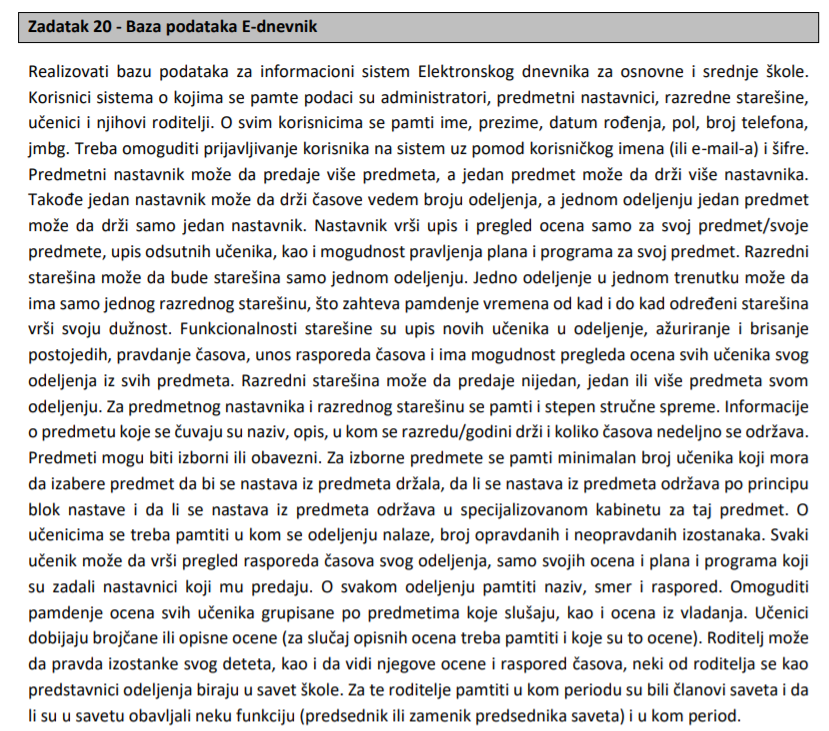 Zadatak 20 - Baza podataka E-dnevnik
Realizovati bazu podataka za informacioni sistem Elektronskog dnevnika za osnovne i srednje škole.
Korisnici sistema o kojima se pamte podaci su administratori, predmetni nastavnici, razredne starešine,
učenici i njihovi roditelji. O svim korisnicima se pamti ime, prezime, datum rođenja, pol, broj telefona,
jmbg. Treba omoguditi prijavljivanje korisnika na sistem uz pomod korisničkog imena (ili e-mail-a) i šifre.
Predmetni nastavnik može da predaje više predmeta, a jedan predmet može da drži više nastavnika.
Takođe jedan nastavnik može da drži časove vedem broju odeljenja, a jednom odeljenju jedan predmet
može da drži samo jedan nastavnik. Nastavnik vrši upis i pregled ocena samo za svoj predmet/svoje
predmete, upis odsutnih učenika, kao i mogudnost pravljenja plana i programa za svoj predmet. Razredni
starešina može da bude starešina samo jednom odeljenju. Jedno odeljenje u jednom trenutku može da
ima samo jednog razrednog starešinu, što zahteva pamdenje vremena od kad i do kad određeni starešina
vrši svoju dužnost. Funkcionalnosti starešine su upis novih učenika u odeljenje, ažuriranje i brisanje
postojedih, pravdanje časova, unos rasporeda časova i ima mogudnost pregleda ocena svih učenika svog
odeljenja iz svih predmeta. Razredni starešina može da predaje nijedan, jedan ili više predmeta svom
odeljenju. Za predmetnog nastavnika i razrednog starešinu se pamti i stepen stručne spreme. Informacije
o predmetu koje se čuvaju su naziv, opis, u kom se razredu/godini drži i koliko časova nedeljno se održava.
Predmeti mogu biti izborni ili obavezni. Za izborne predmete se pamti minimalan broj učenika koji mora
da izabere predmet da bi se nastava iz predmeta držala, da li se nastava iz predmeta održava po principu
blok nastave i da li se nastava iz predmeta održava u specijalizovanom kabinetu za taj predmet. O
učenicima se treba pamtiti u kom se odeljenju nalaze, broj opravdanih i neopravdanih izostanaka. Svaki
učenik može da vrši pregled rasporeda časova svog odeljenja, samo svojih ocena i plana i programa koji
su zadali nastavnici koji mu predaju. O svakom odeljenju pamtiti naziv, smer i raspored. Omoguditi
pamdenje ocena svih učenika grupisane po predmetima koje slušaju, kao i ocena iz vladanja. Učenici
dobijaju brojčane ili opisne ocene (za slučaj opisnih ocena treba pamtiti i koje su to ocene). Roditelj može
da pravda izostanke svog deteta, kao i da vidi njegove ocene i raspored časova, neki od roditelja se kao
predstavnici odeljenja biraju u savet škole. Za te roditelje pamtiti u kom periodu su bili članovi saveta i da
li su u savetu obavljali neku funkciju (predsednik ili zamenik predsednika saveta) i u kom period.